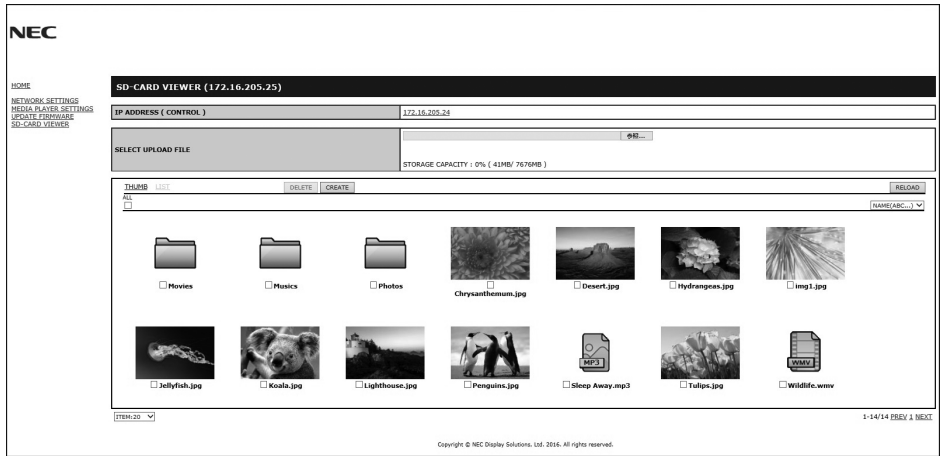 NEC
HOME
NETWORK SETTINGS
MEDIA PLAYER SETTINGS
UPDATE FIRMWARE
SD-CARD VIEWER
SD-CARD VIEWER (172.16.205.25)
IP ADDRESS ( CONTROL ) 172.16.205.24
SELECT UPLOAD FILE
参照...
STORAGE CAPACITY : 0% ( 41MB/ 7676MB )
THUMB LIST DELETE CREATE RELOAD
ALL
NAME(ABC...)
Movies Musics Photos Chrysanthemum.jpg Desert.jpg Hydrangeas.jpg img1.jpg
MP3 WMV
Jellyfish.jpg Koala.jpg Lighthouse.jpg Penguins.jpg Sleep Away.mp3 Tulips.jpg Wildlife.wmv
ITEM:20 1-14/14 PREV 1 NEXT
Copyright © NEC Display Solutions, Ltd. 2016. All rights reserved.